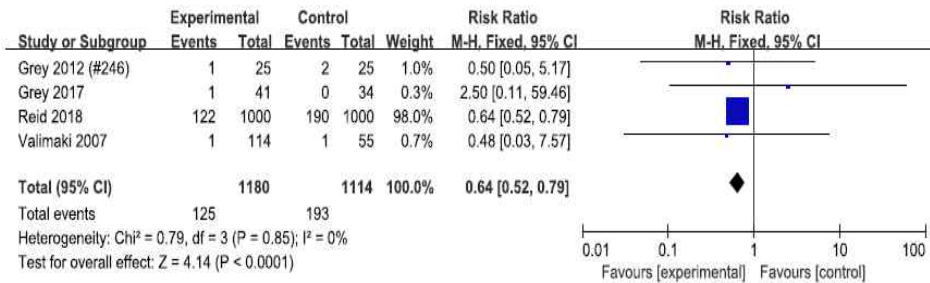 Experimental Control Risk Ratio Risk Ratio
Study or Subgroup Events Total Events Total Weight M-H, Fixed, 95% CI M-H, Fixed, 95% CI
Grey 2012 (#246) 1 25 2 25 1.0% 0.50 [0.05, 5.17]
Grey 2017 1 41 0 34 0.3% 2.50 [0.11, 59.46]
Reid 2018 122 1000 190 1000 98.0% 0.64 [0.52, 0.79]
Valimaki 2007 1 114 1 55 0.7% 0.48 [0.03, 7.57]
Total (95% CI) 1180 1114 100.0% 0.64 [0.52, 0.79]
Total events 125 193
Heterogeneity: Chi² = 0.79, df = 3 (P = 0.85); I² = 0%
Test for overall effect: Z = 4.14 (P < 0.0001)
0.01 0.1 1 10 100
Favours [experimental] Favours [control]